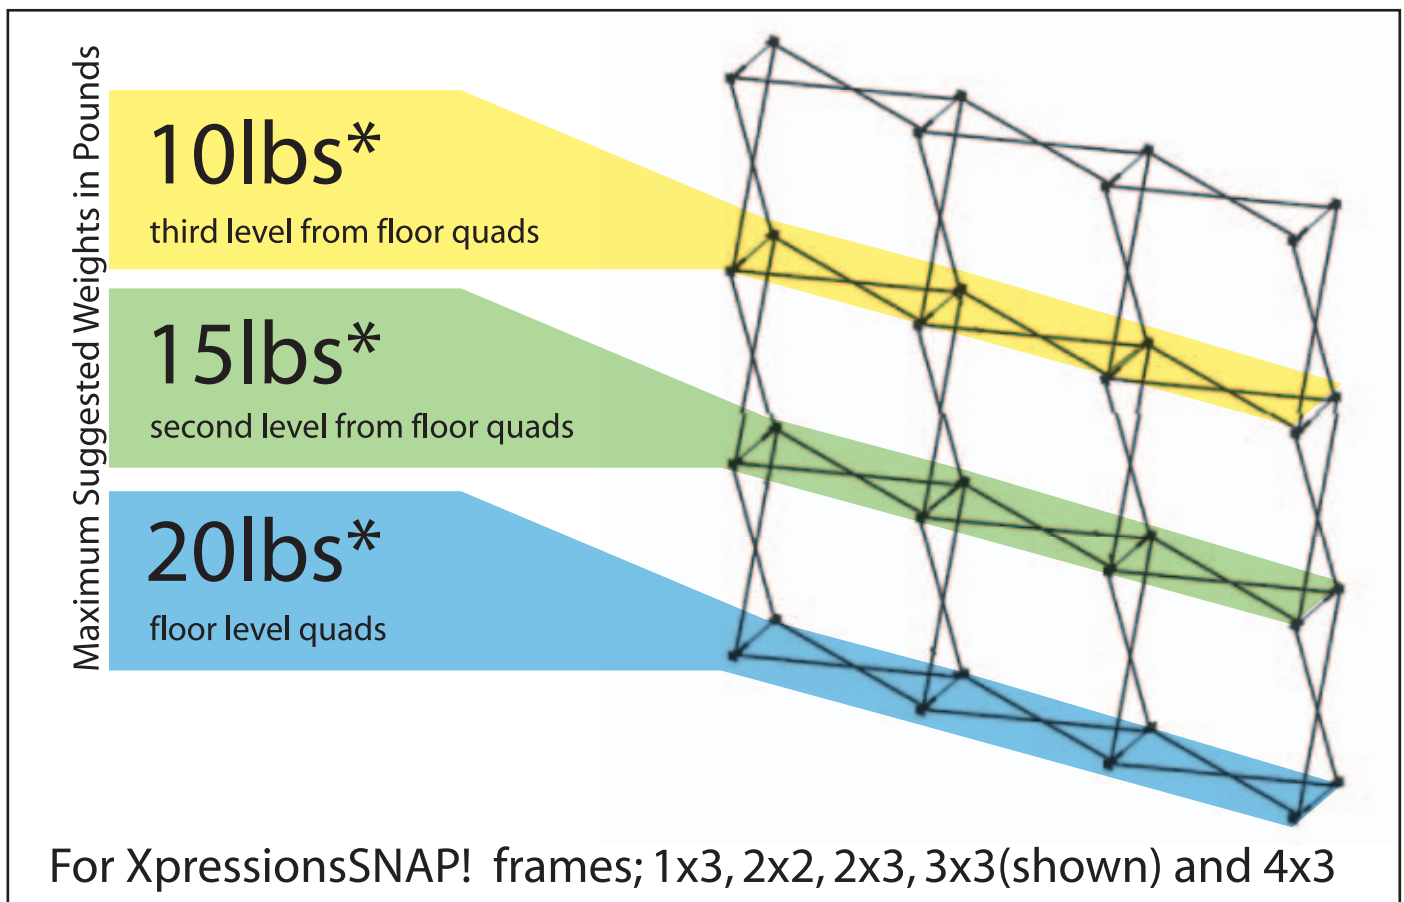 Maximum Suggested Weights in Pounds
10lbs*
third level from floor quads
15lbs*
second level from floor quads
20lbs*
floor level quads
For XpressionsSNAP! frames; 1x3, 2x2, 2x3, 3x3(shown) and 4x3